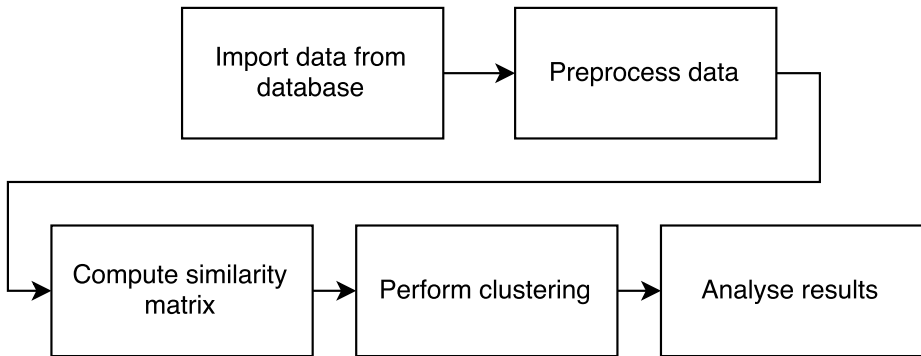 Import data from
database
Preprocess data
Compute similarity
matrix
Perform clustering
Analyse results